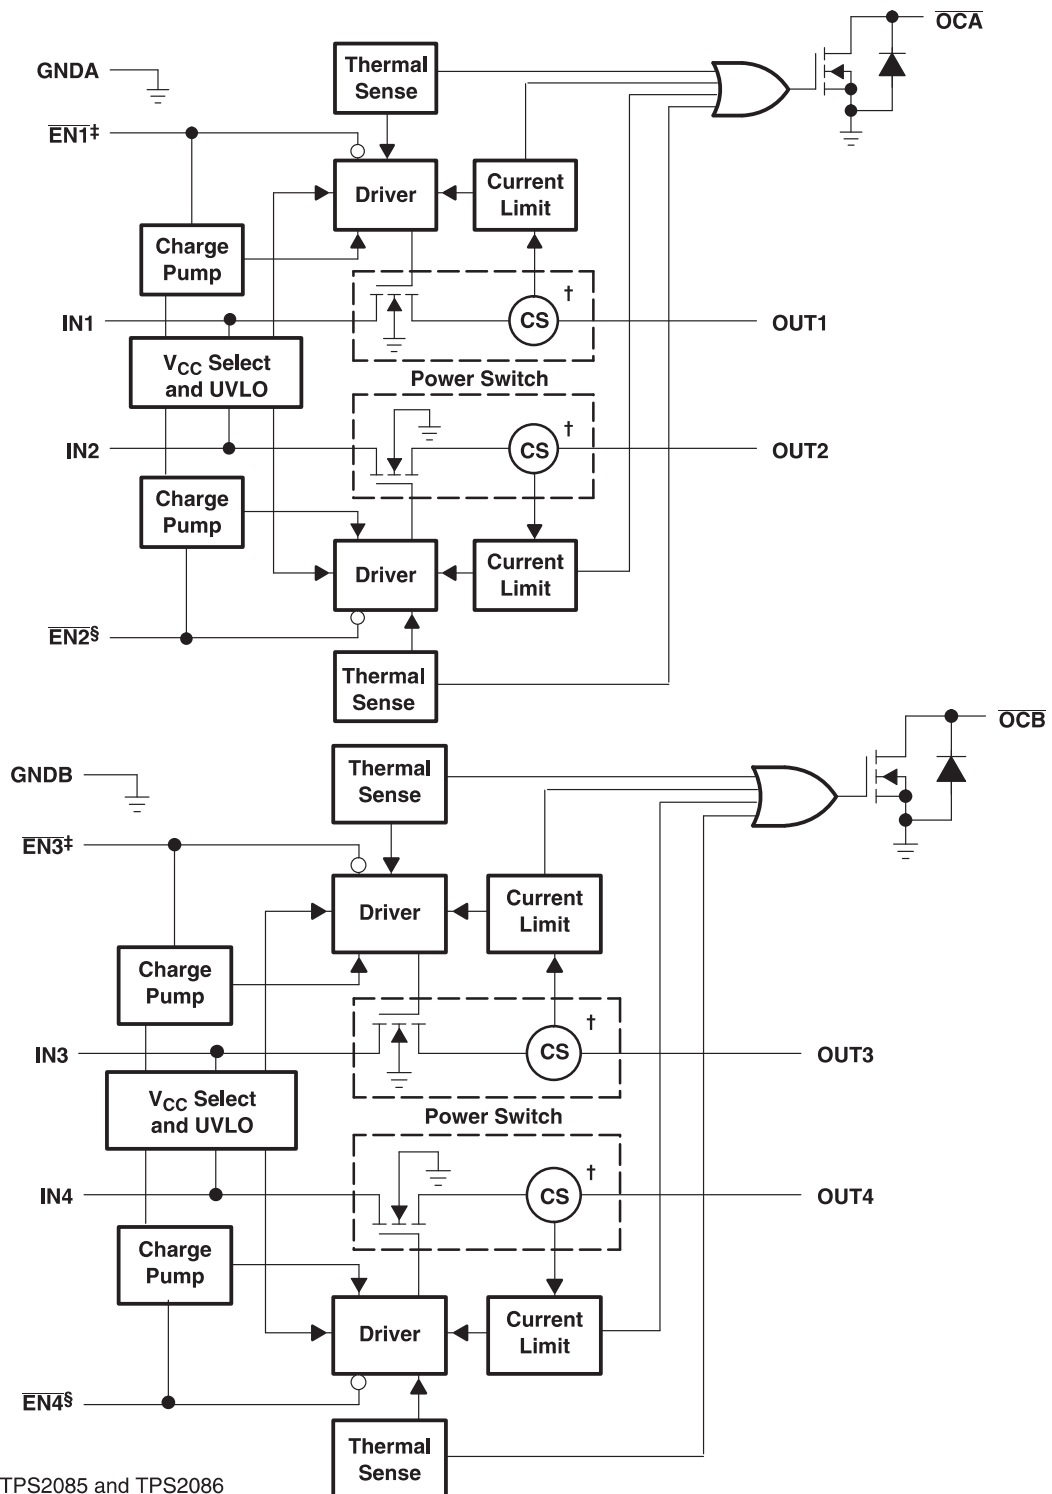 OCA
GNDA
Thermal
Sense
EN1‡
Driver
Current
Limit
Charge
Pump
†
IN1
CS
OUT1
VCC Select
and UVLO
Power Switch
†
IN2
CS
OUT2
Charge
Pump
Driver
Current
Limit
EN2§
Thermal
Sense
OCB
GNDB
Thermal
Sense
EN3‡
Driver
Current
Limit
Charge
Pump
†
IN3
CS
OUT3
VCC Select
and UVLO
Power Switch
†
IN4
CS
OUT4
Charge
Pump
Driver
Current
Limit
EN4§
Thermal
Sense
TPS2085 and TPS2086